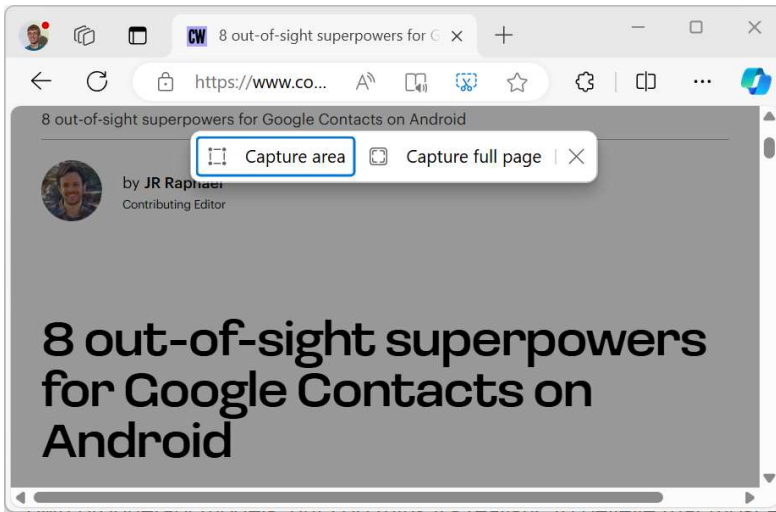 CW 8 out-of-sight superpowers for G
https://www.co...
8 out-of-sight superpowers for Google Contacts on Android
Capture area Capture full page
by JR Raphael
Contributing Editor
8 out-of-sight superpowers
for Google Contacts on
Android